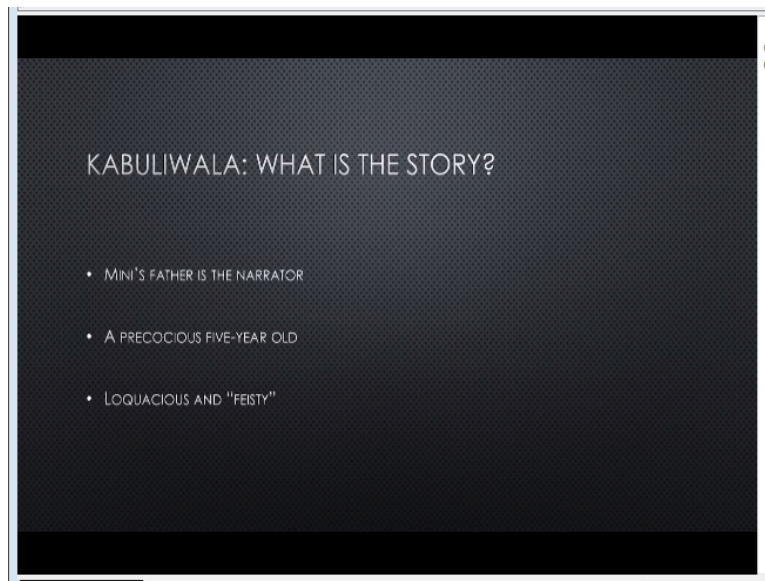 KABULIWALA: WHAT IS THE STORY?
• MINI'S FATHER IS THE NARRATOR
• A PRECOCIOUS FIVE-YEAR OLD
• LOQUACIOUS AND "FEISTY"